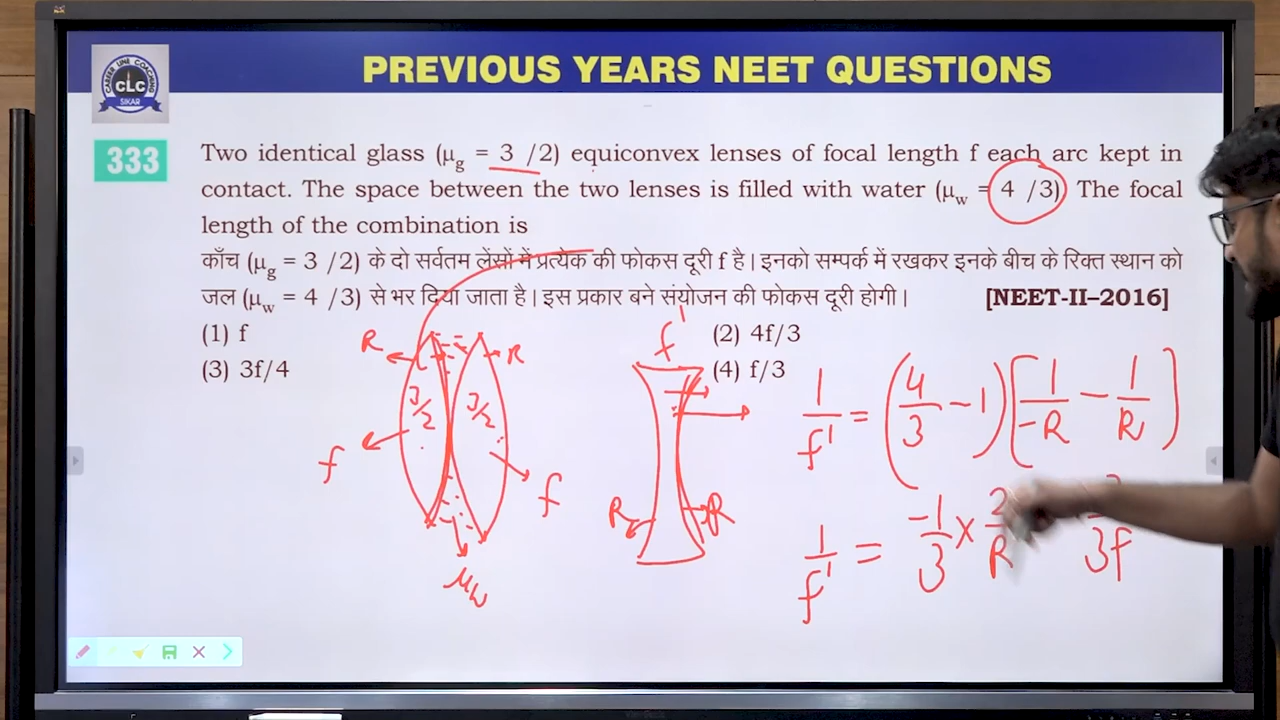 PREVIOUS YEARS NEET QUESTIONS
CAREER LINE COACHING
CLC
SIKAR
333
Two identical glass (μg = 3 /2) equiconvex lenses of focal length f each arc kept in
contact. The space between the two lenses is filled with water (μw = 4 /3) The focal
length of the combination is
काँच (μg = 3 /2) के दो सर्वतम लेंसों में प्रत्येक की फोकस दूरी f है। इनको सम्पर्क में रखकर इनके बीच के रिक्त स्थान को
जल (μw = 4 /3) से भर दिया जाता है। इस प्रकार बने संयोजन की फोकस दूरी होगी। [NEET-II–2016]
(1) f (2) 4f/3
(3) 3f/4 (4) f/3
R R
3/2 3/2
f f
μw
f'
R R
1/f' = (4/3 - 1) [1/-R - 1/R]
1/f' = -1/3 × 2/R
3f